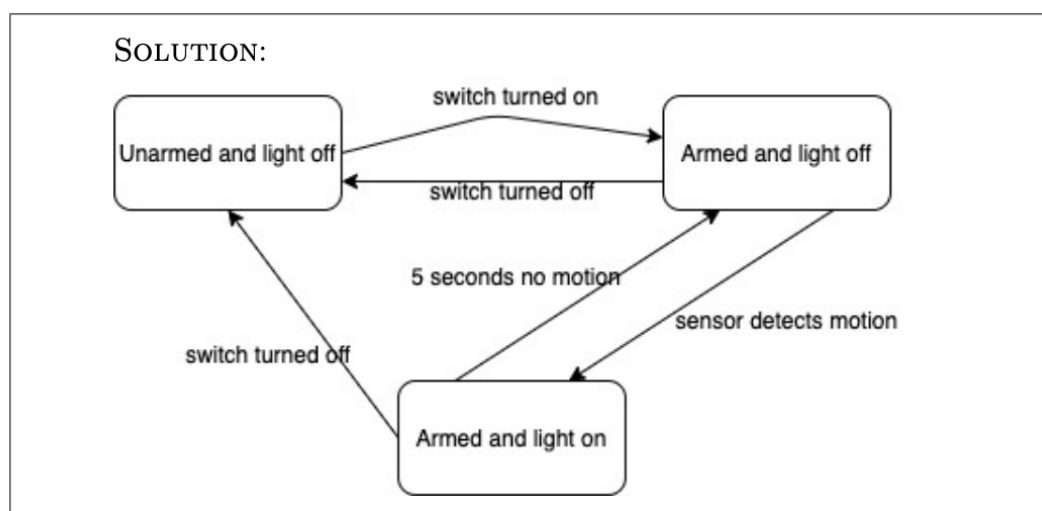 SOLUTION:
switch turned on
Unarmed and light off
Armed and light off
switch turned off
5 seconds no motion
sensor detects motion
switch turned off
Armed and light on